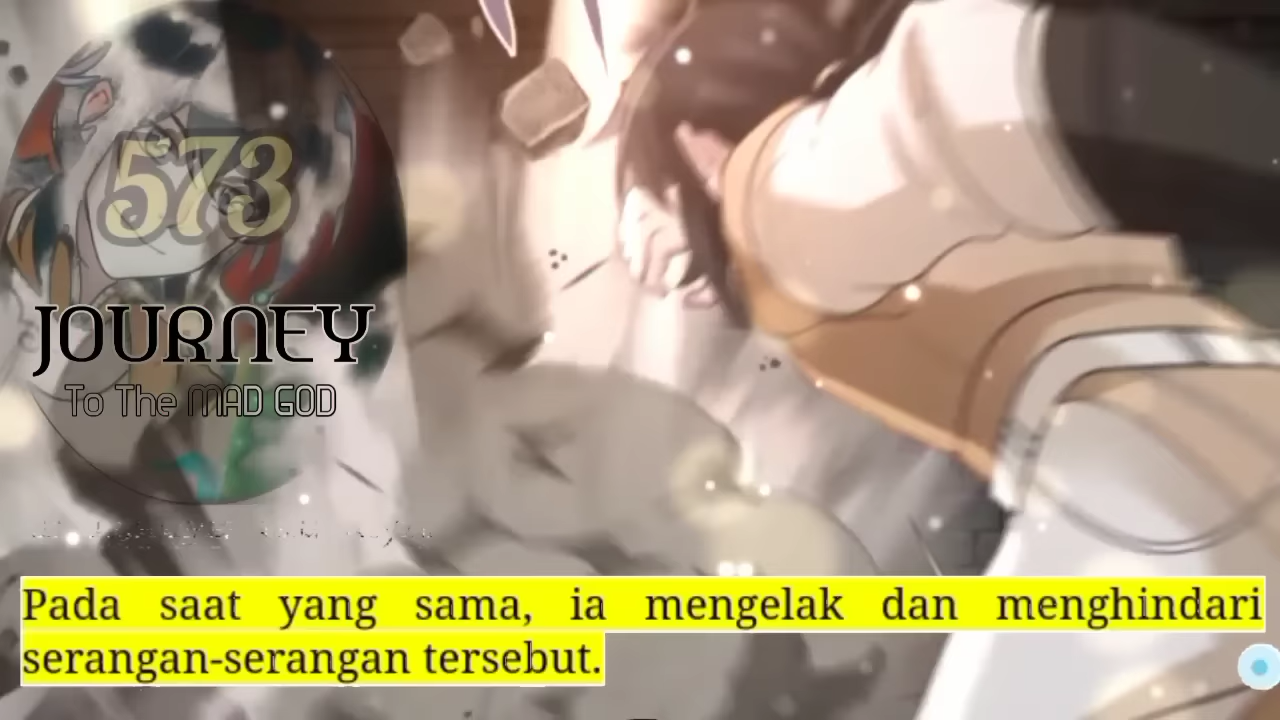 573
JOURNEY
To The MAD GOD
Pada saat yang sama, ia mengelak dan menghindari
serangan-serangan tersebut.